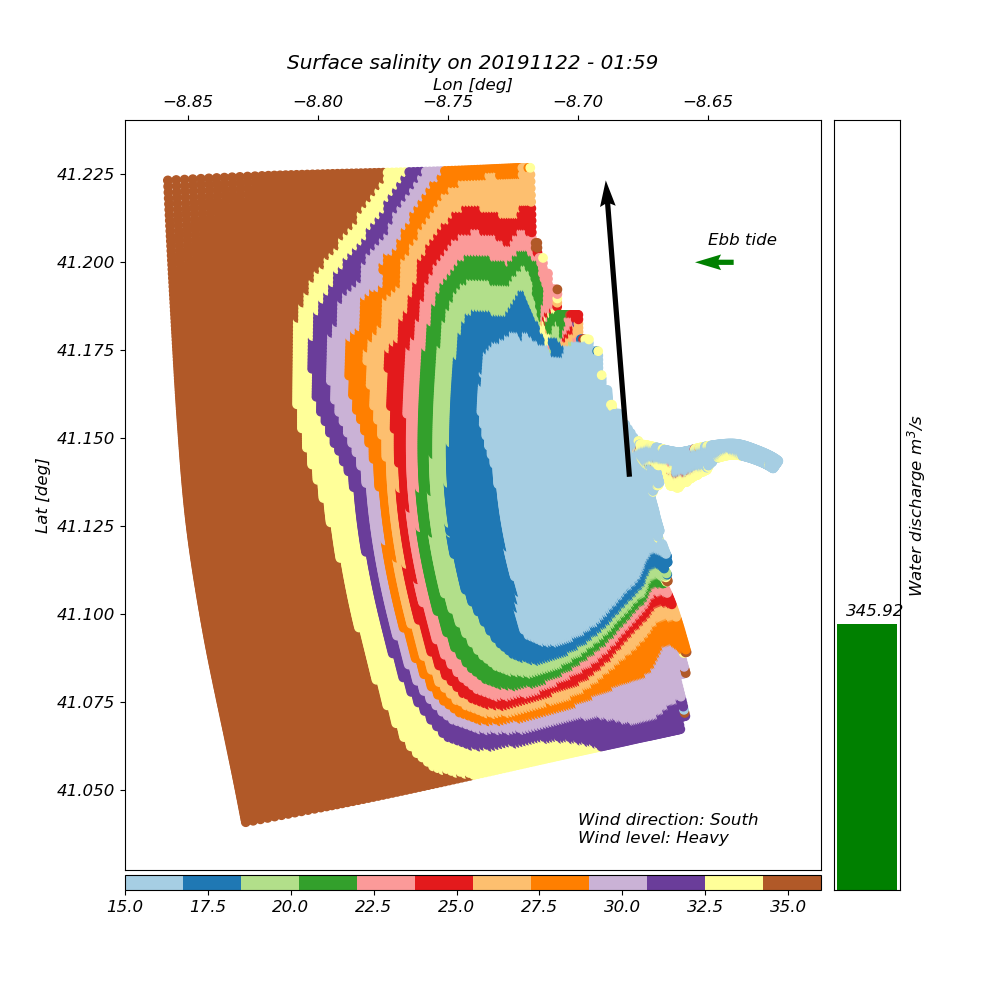 Surface salinity on 20191122 - 01:59
Lon [deg]
−8.85 −8.80 −8.75 −8.70 −8.65
41.225
41.200
41.175
41.150
41.125
41.100
41.075
41.050
Lat [deg]
Ebb tide
Wind direction: South
Wind level: Heavy
345.92
Water discharge m³/s
15.0 17.5 20.0 22.5 25.0 27.5 30.0 32.5 35.0